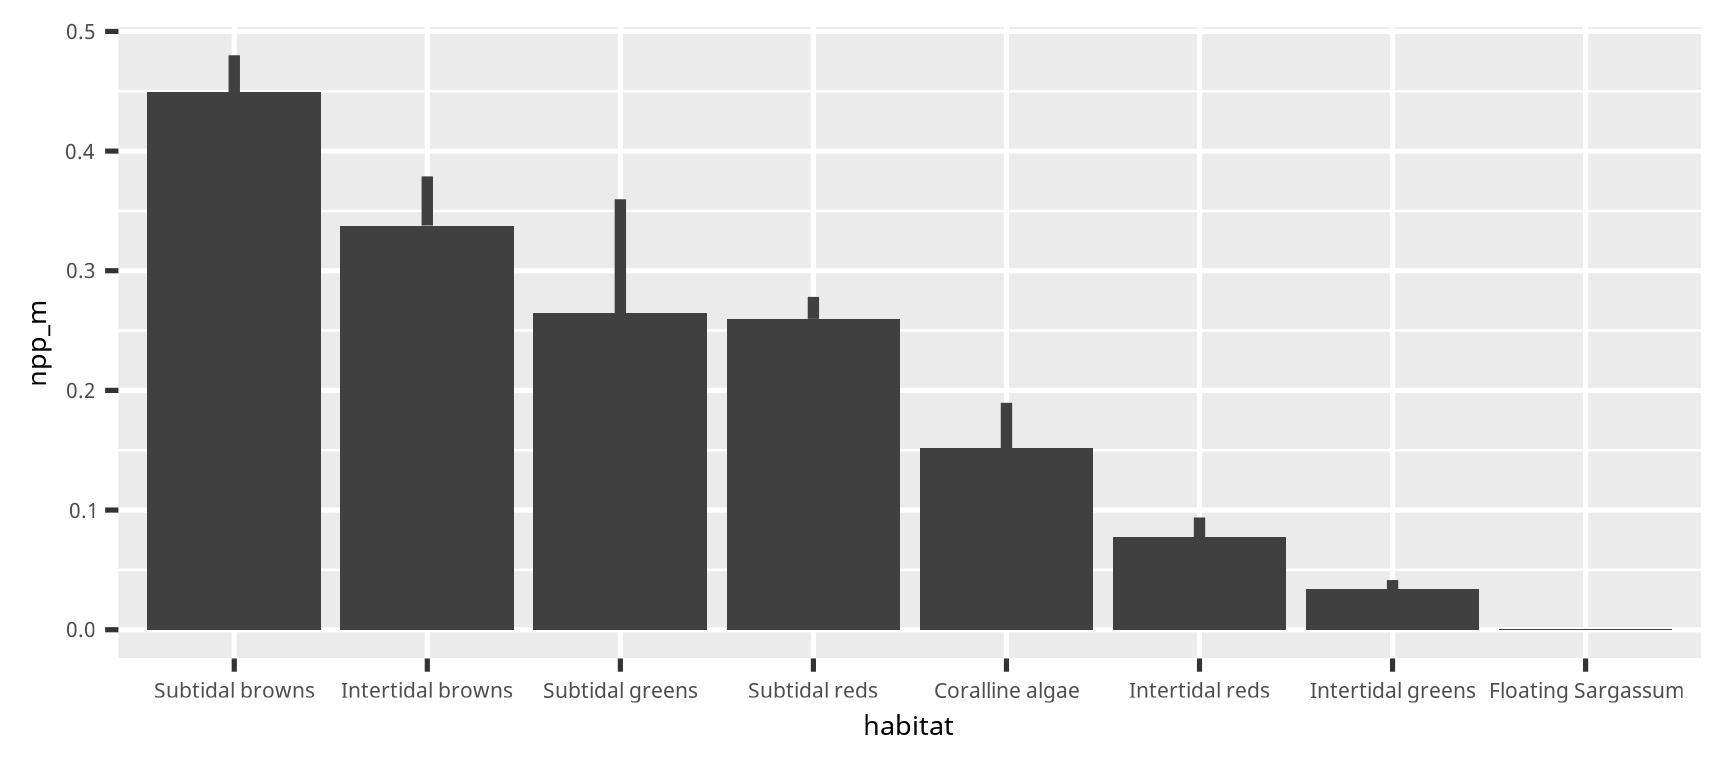 npp_m
0.5
0.4
0.3
0.2
0.1
0.0
Subtidal browns Intertidal browns Subtidal greens Subtidal reds Coralline algae Intertidal reds Intertidal greens Floating Sargassum
habitat